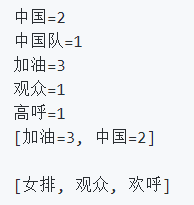 中国=2
中国队=1
加油=3
观众=1
高呼=1
[加油=3, 中国=2]
[女排, 观众, 欢呼]